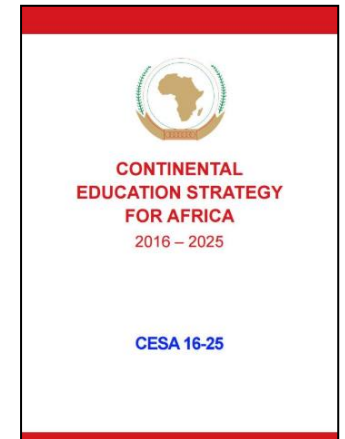 CONTINENTAL
EDUCATION STRATEGY
FOR AFRICA
2016 – 2025
CESA 16-25